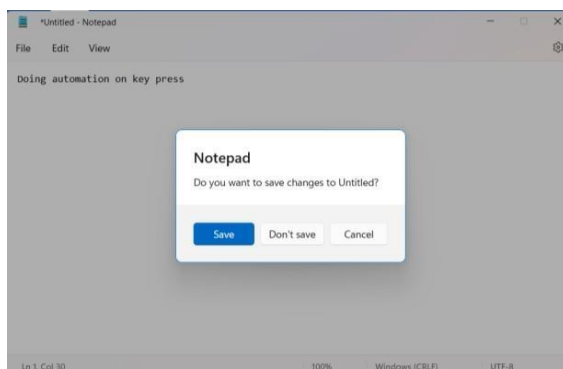 *Untitled - Notepad
File Edit View
Doing automation on key press
Notepad
Do you want to save changes to Untitled?
Save Don't save Cancel
Ln 1, Col 30 100% Windows (CRLF) UTF-8